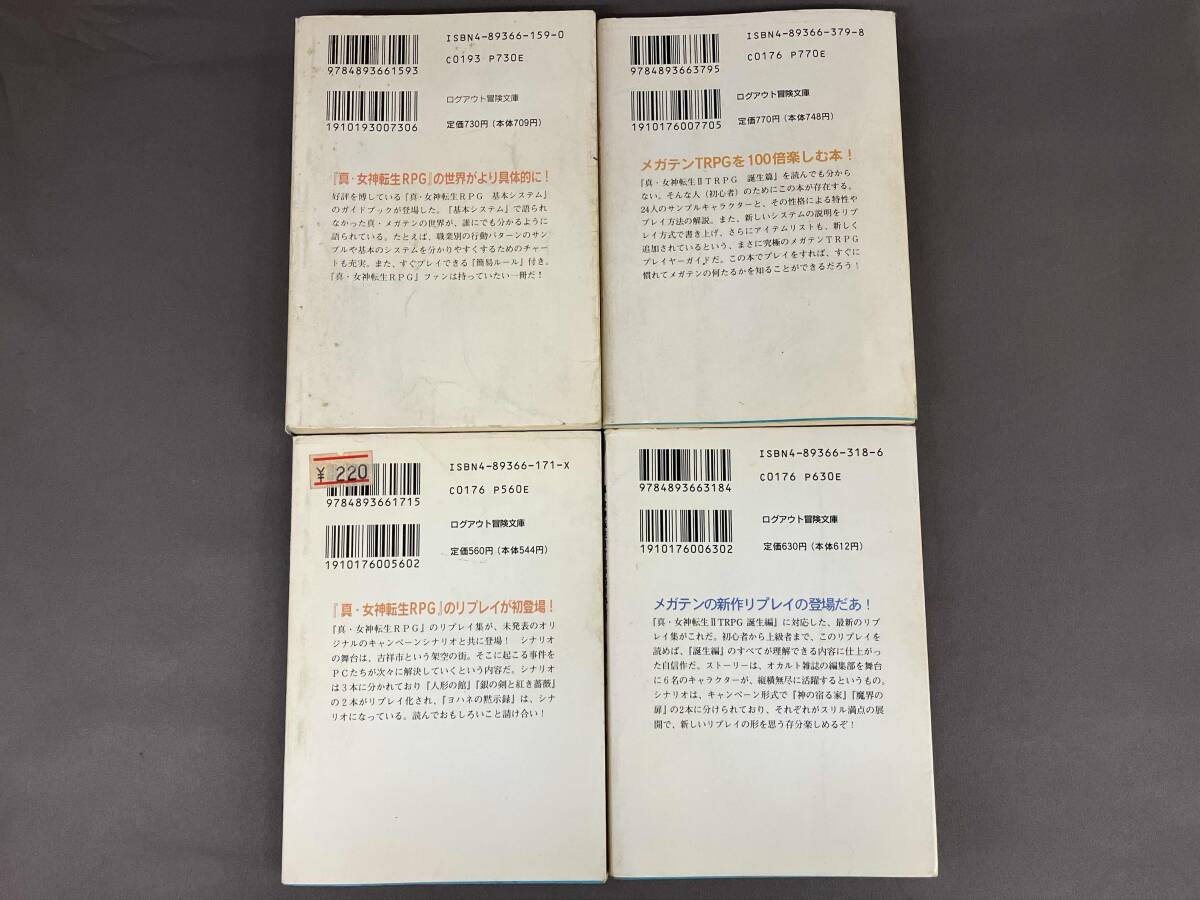 ISBN4-89366-159-0
9784893661593
C0193 P730E
1910193007306
ログアウト冒険文庫
定価730円(本体709円)
『真・女神転生RPG』の世界がより具体的に!
好評を博している『真・女神転生RPG 基本システム』
のガイドブックが登場した。『基本システム』で語られ
なかった真・メガテンの世界が、誰にでも分かるように
語られている。たとえば、職業別の行動パターンのサン
プルや基本のシステムを分かりやすくするためのチャー
トも充実。また、すぐプレイできる『簡易ルール』付き。
『真・女神転生RPG』ファンは持っていたい一冊だ!
ISBN4-89366-379-8
9784893663795
C0176 P770E
1910176007705
ログアウト冒険文庫
定価770円(本体748円)
メガテンTRPGを100倍楽しむ本!
『真・女神転生ⅡTRPG 誕生篇』を読んでも分から
ない。そんな人(初心者)のためにこの本が存在する。
24人のサンプルキャラクターと、その性格による特性や
プレイ方法の解説。また、新しいシステムの説明をリプ
レイ方式で書き上げ、さらにアイテムリストも、新しく
追加されているという、まさに究極のメガテンTRPG
プレイヤーガイドだ。この本でプレイをすれば、すぐに
慣れてメガテンの何たるかを知ることができるだろう!
¥ 220
ISBN4-89366-171-X
9784893661715
C0176 P560E
1910176005602
ログアウト冒険文庫
定価560円(本体544円)
『真・女神転生RPG』のリプレイが初登場!
『真・女神転生RPG』のリプレイ集が、未発表のオリ
ジナルのキャンペーンシナリオと共に登場! シナリオ
の舞台は、吉祥市という架空の街。そこに起こる事件を
PCたちが次々に解決していくという内容だ。シナリオ
は3本に分かれており『人形の館』『銀の剣と紅き薔薇』
の2本がリプレイ化され、『ヨハネの黙示録』は、シナ
リオになっている。読んでおもしろいこと請け合い!
ISBN4-89366-318-6
9784893663184
C0176 P630E
1910176006302
ログアウト冒険文庫
定価630円(本体612円)
メガテンの新作リプレイの登場だあ!
『真・女神転生ⅡTRPG 誕生編』に対応した、最新のリプ
レイ集がこれだ。初心者から上級者まで、このリプレイを
読めば、『誕生編』のすべてが理解できる内容に仕上がっ
た自信作だ。ストーリーは、オカルト雑誌の編集部を舞台
に6名のキャラクターが、縦横無尽に活躍するというもの。
シナリオは、キャンペーン形式で『神の宿る家』『魔界の
扉』の2本に分けられており、それぞれがスリル満点の展
開で、新しいリプレイの形を思う存分楽しめるぞ!